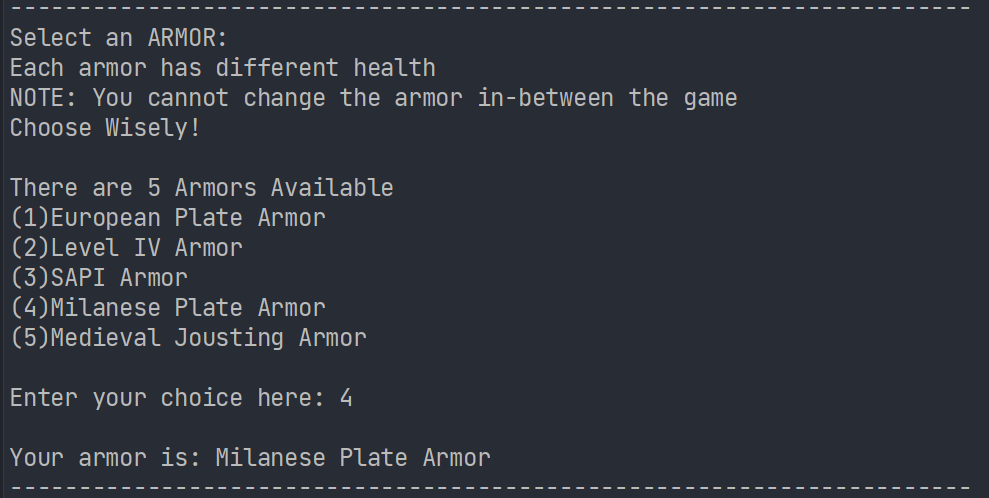 ----------------------------------------------------------------------
Select an ARMOR:
Each armor has different health
NOTE: You cannot change the armor in-between the game
Choose Wisely!
There are 5 Armors Available
(1)European Plate Armor
(2)Level IV Armor
(3)SAPI Armor
(4)Milanese Plate Armor
(5)Medieval Jousting Armor
Enter your choice here: 4
Your armor is: Milanese Plate Armor
----------------------------------------------------------------------